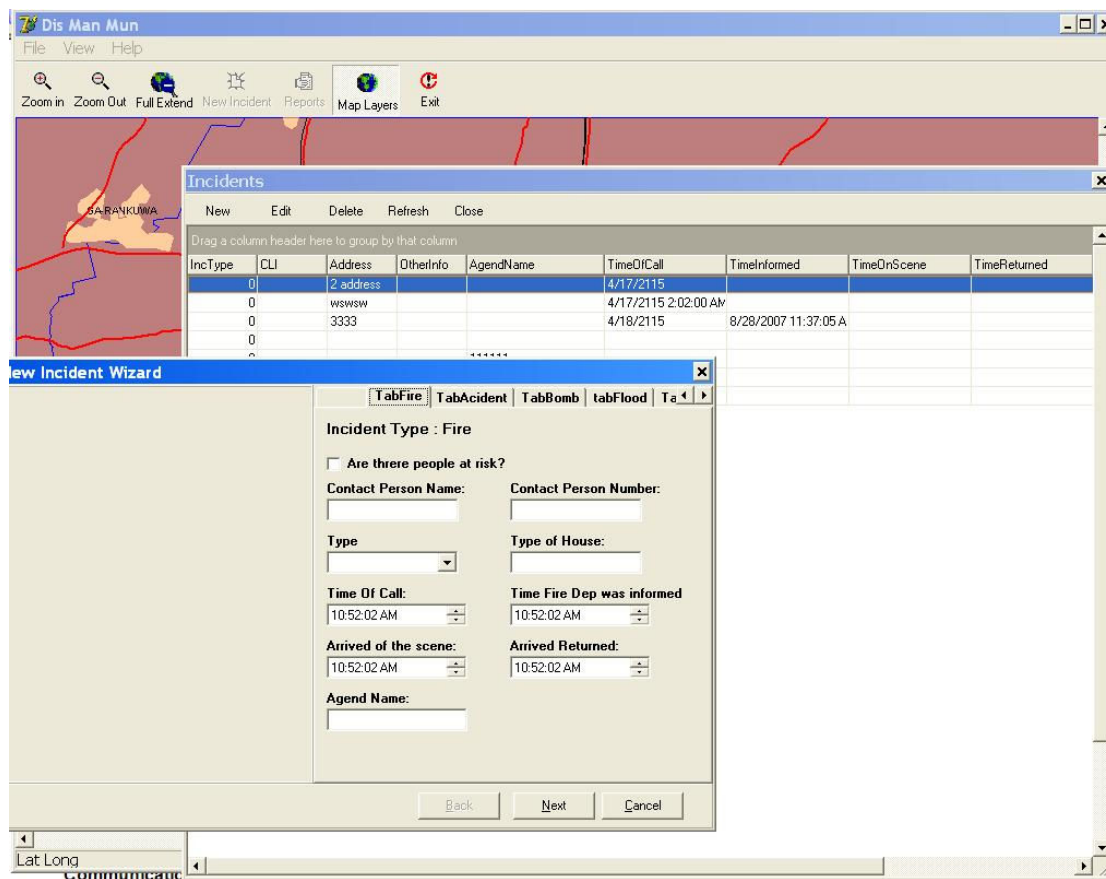 Dis Man Mun
File View Help
Zoom in Zoom Out Full Extend New Incident Reports Map Layers Exit
GA-RANKUWA
Incidents
New Edit Delete Refresh Close
Drag a column header here to group by that column
IncType CLI Address OtherInfo AgendName TimeOfCall TimeInformed TimeOnScene TimeReturned
0 2 address 4/17/2115
0 wswsw 4/17/2115 2:02:00 AM
0 3333 4/18/2115 8/28/2007 11:37:05 A
0
0 111111
ew Incident Wizard
TabFire TabAcident TabBomb tabFlood Ta
Incident Type : Fire
Are threre people at risk?
Contact Person Name: Contact Person Number:
Type Type of House:
Time Of Call: Time Fire Dep was informed
10:52:02 AM 10:52:02 AM
Arrived of the scene: Arrived Returned:
10:52:02 AM 10:52:02 AM
Agend Name:
Back Next Cancel
Lat Long